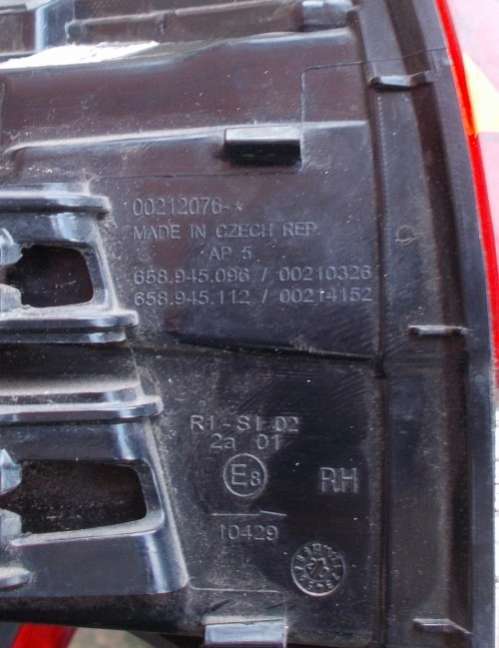 00212076-*
MADE IN CZECH REP.
AP 5
658.945.096 / 00210326
658.945.112 / 00214152
R1-S1 02
2a 01
E8
RH
10429